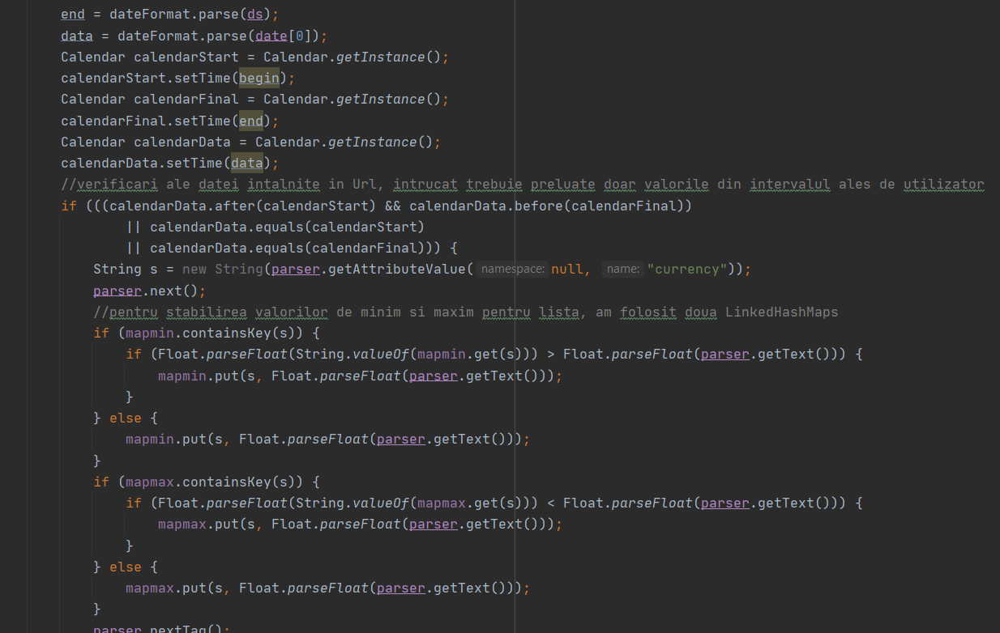 end = dateFormat.parse(ds);
data = dateFormat.parse(date[0]);
Calendar calendarStart = Calendar.getInstance();
calendarStart.setTime(begin);
Calendar calendarFinal = Calendar.getInstance();
calendarFinal.setTime(end);
Calendar calendarData = Calendar.getInstance();
calendarData.setTime(data);
//verificari ale datei intalnite in Url, intrucat trebuie preluate doar valorile din intervalul ales de utilizator
if (((calendarData.after(calendarStart) && calendarData.before(calendarFinal))
|| calendarData.equals(calendarStart)
|| calendarData.equals(calendarFinal))) {
String s = new String(parser.getAttributeValue( namespace: null, name: "currency"));
parser.next();
//pentru stabilirea valorilor de minim si maxim pentru lista, am folosit doua LinkedHashMaps
if (mapmin.containsKey(s)) {
if (Float.parseFloat(String.valueOf(mapmin.get(s))) > Float.parseFloat(parser.getText())) {
mapmin.put(s, Float.parseFloat(parser.getText()));
}
} else {
mapmin.put(s, Float.parseFloat(parser.getText()));
}
if (mapmax.containsKey(s)) {
if (Float.parseFloat(String.valueOf(mapmax.get(s))) < Float.parseFloat(parser.getText())) {
mapmax.put(s, Float.parseFloat(parser.getText()));
}
} else {
mapmax.put(s, Float.parseFloat(parser.getText()));
}
parser.nextTag();